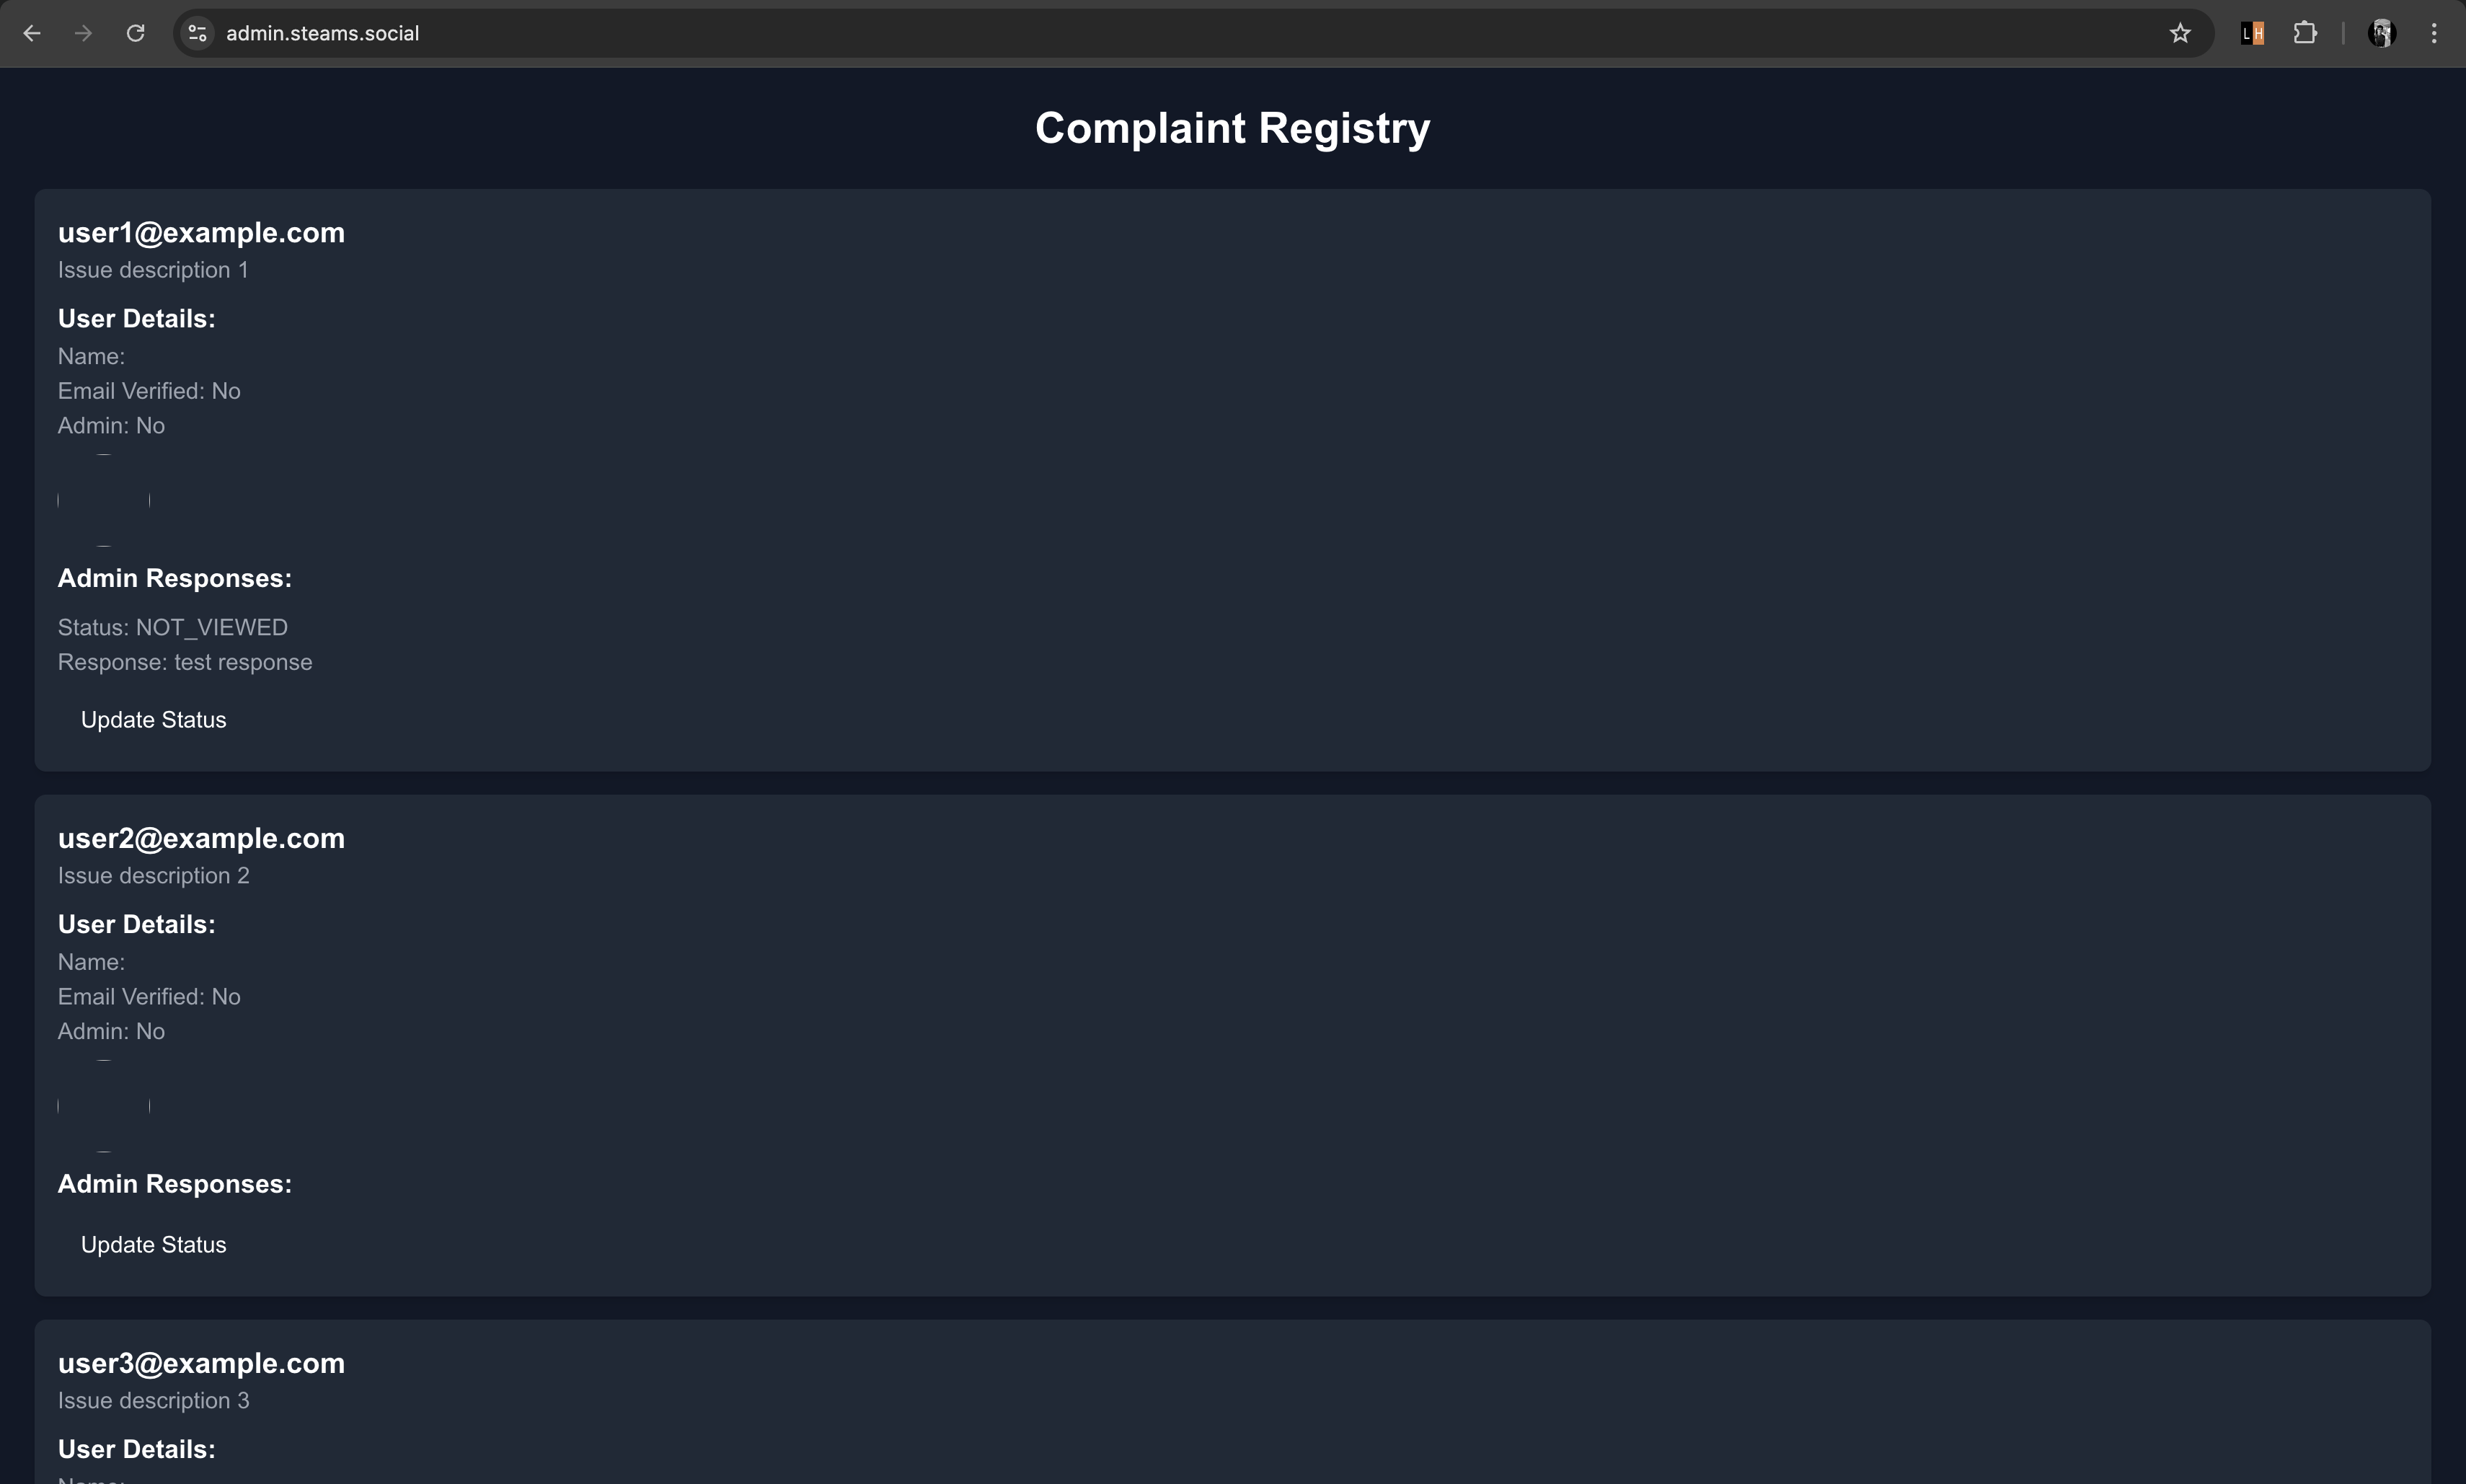 admin.steams.social
LH
Complaint Registry
user1@example.com
Issue description 1
User Details:
Name:
Email Verified: No
Admin: No
Admin Responses:
Status: NOT_VIEWED
Response: test response
Update Status
user2@example.com
Issue description 2
User Details:
Name:
Email Verified: No
Admin: No
Admin Responses:
Update Status
user3@example.com
Issue description 3
User Details:
Name: